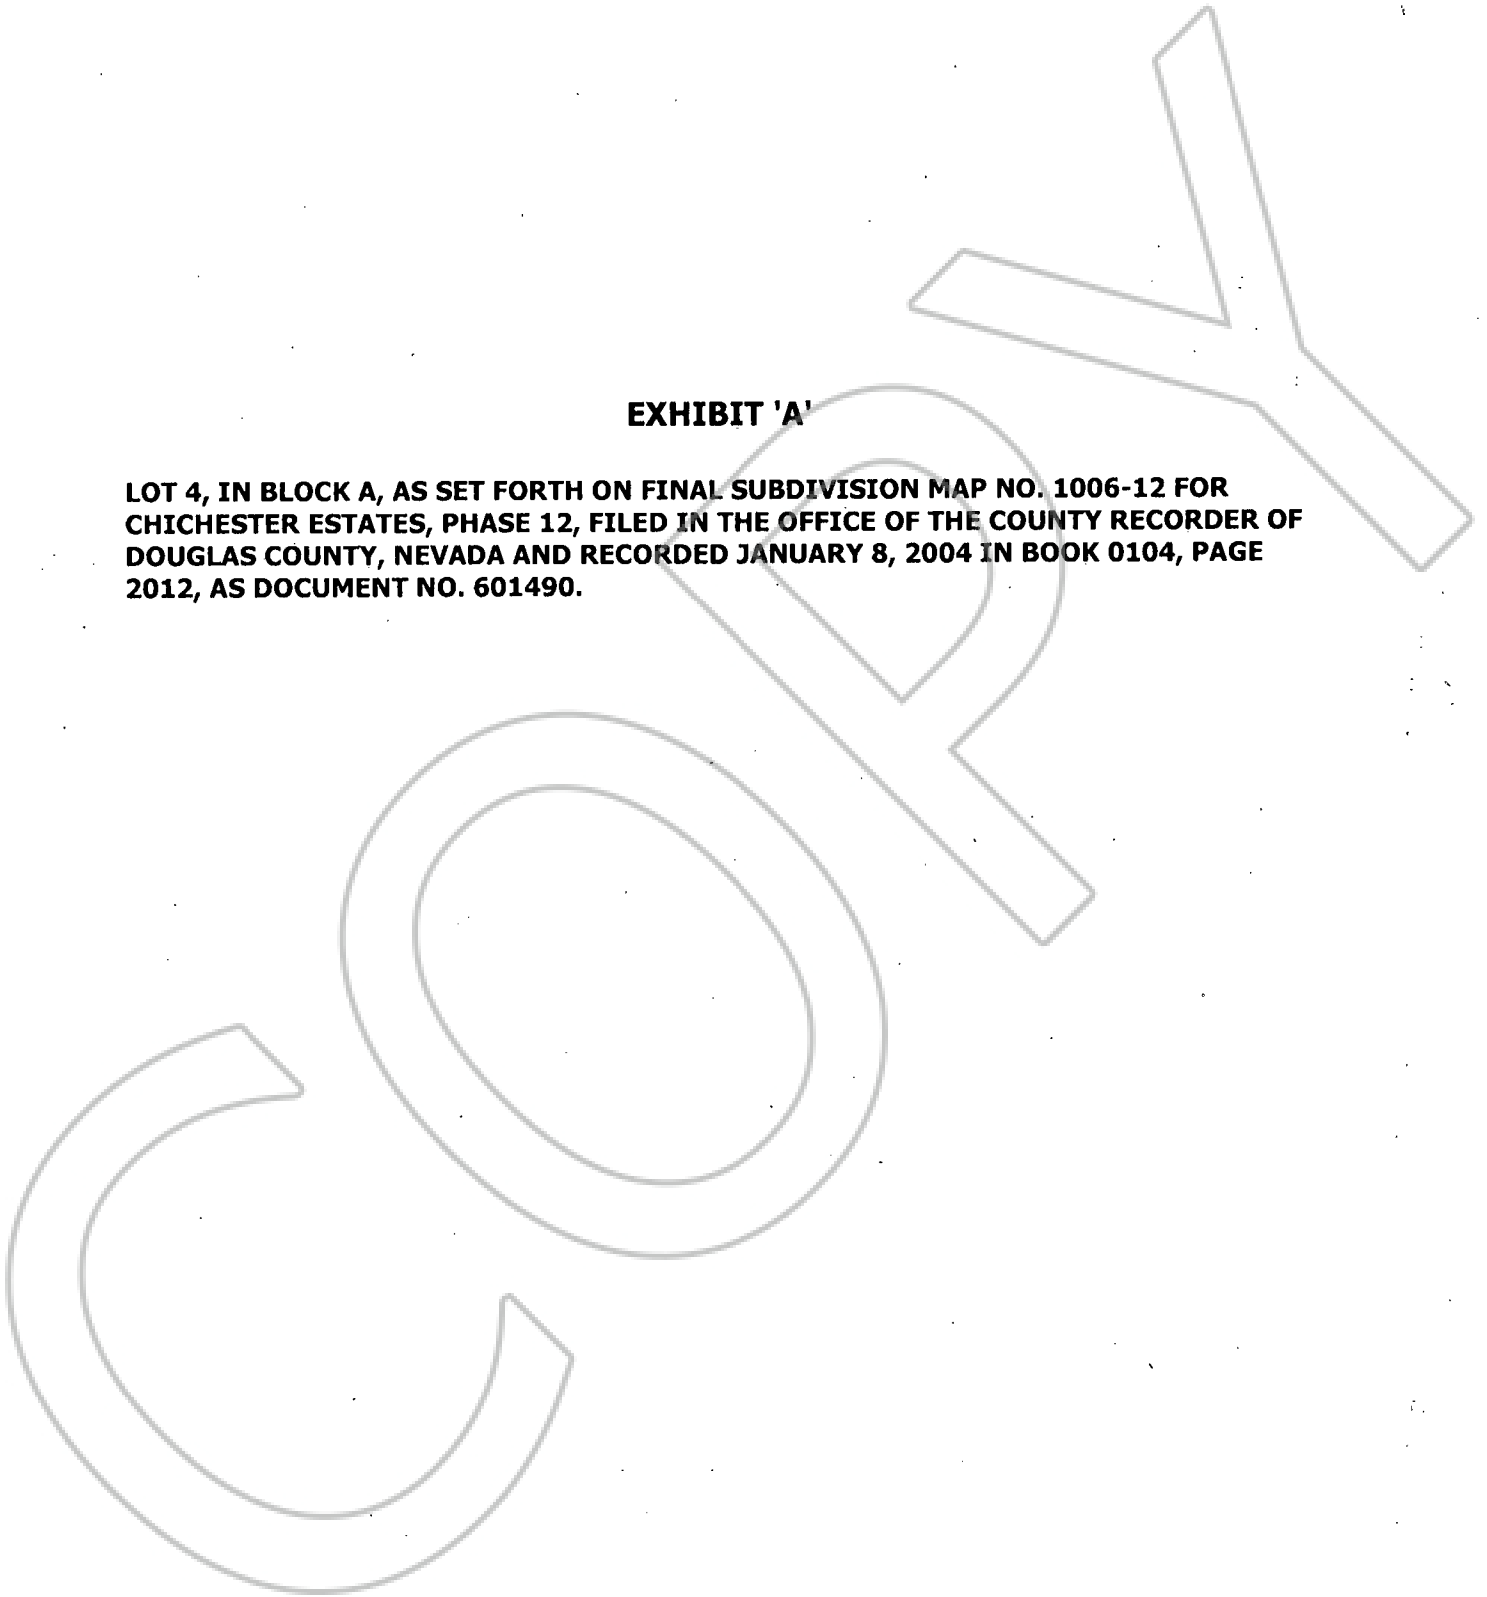 EXHIBIT 'A'
LOT 4, IN BLOCK A, AS SET FORTH ON FINAL SUBDIVISION MAP NO. 1006-12 FOR
CHICHESTER ESTATES, PHASE 12, FILED IN THE OFFICE OF THE COUNTY RECORDER OF
DOUGLAS COUNTY, NEVADA AND RECORDED JANUARY 8, 2004 IN BOOK 0104, PAGE
2012, AS DOCUMENT NO. 601490.
COPY